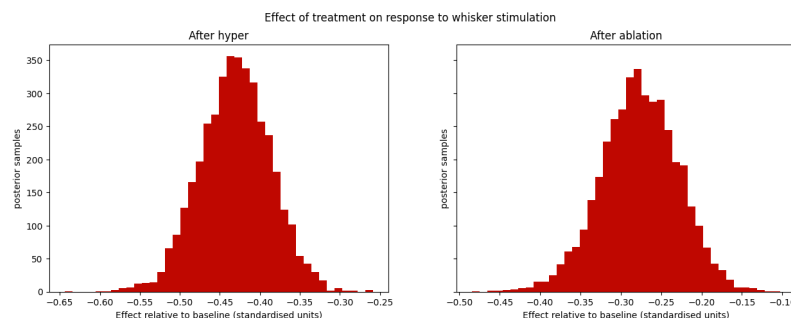 Effect of treatment on response to whisker stimulation
After hyper
After ablation
posterior samples
350
300
250
200
150
100
50
0
−0.65 −0.60 −0.55 −0.50 −0.45 −0.40 −0.35 −0.30 −0.25
Effect relative to baseline (standardised units)
posterior samples
−0.50 −0.45 −0.40 −0.35 −0.30 −0.25 −0.20 −0.15
Effect relative to baseline (standardised units)